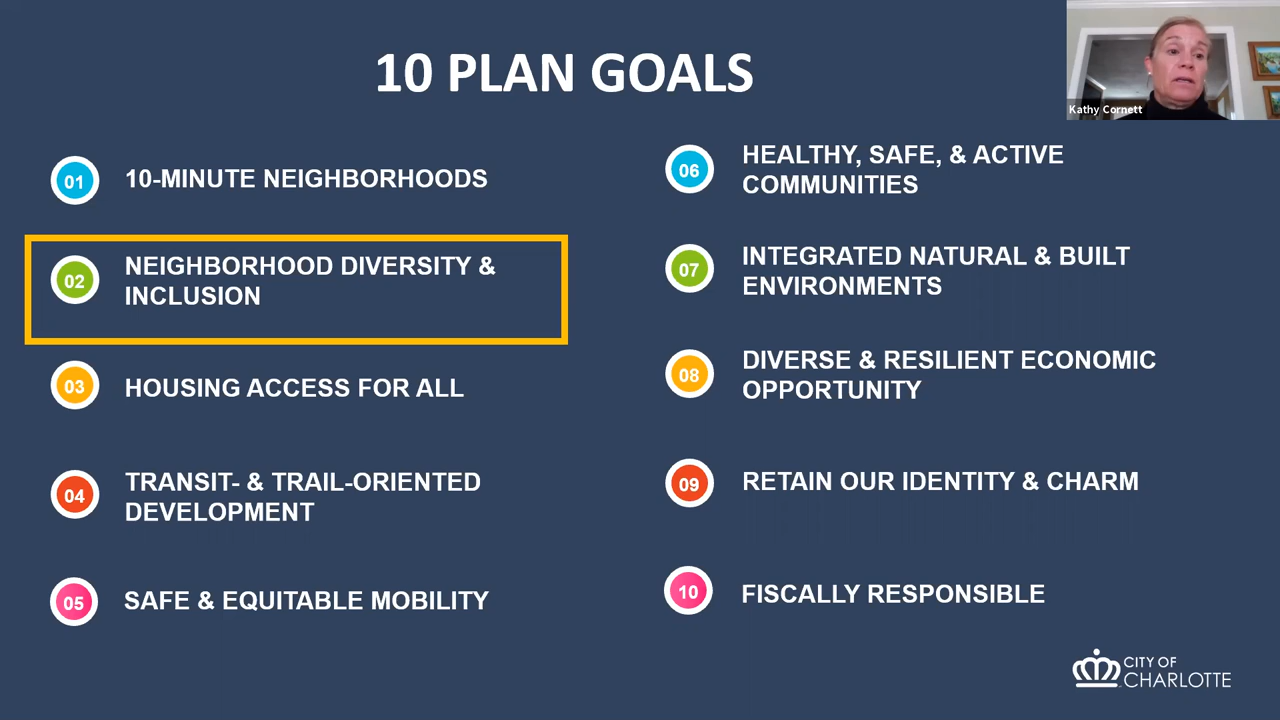 10 PLAN GOALS
Kathy Cornett
01
10-MINUTE NEIGHBORHOODS
02
NEIGHBORHOOD DIVERSITY &
INCLUSION
03
HOUSING ACCESS FOR ALL
04
TRANSIT- & TRAIL-ORIENTED
DEVELOPMENT
05
SAFE & EQUITABLE MOBILITY
06
HEALTHY, SAFE, & ACTIVE
COMMUNITIES
07
INTEGRATED NATURAL & BUILT
ENVIRONMENTS
08
DIVERSE & RESILIENT ECONOMIC
OPPORTUNITY
09
RETAIN OUR IDENTITY & CHARM
10
FISCALLY RESPONSIBLE
CITY OF
CHARLOTTE